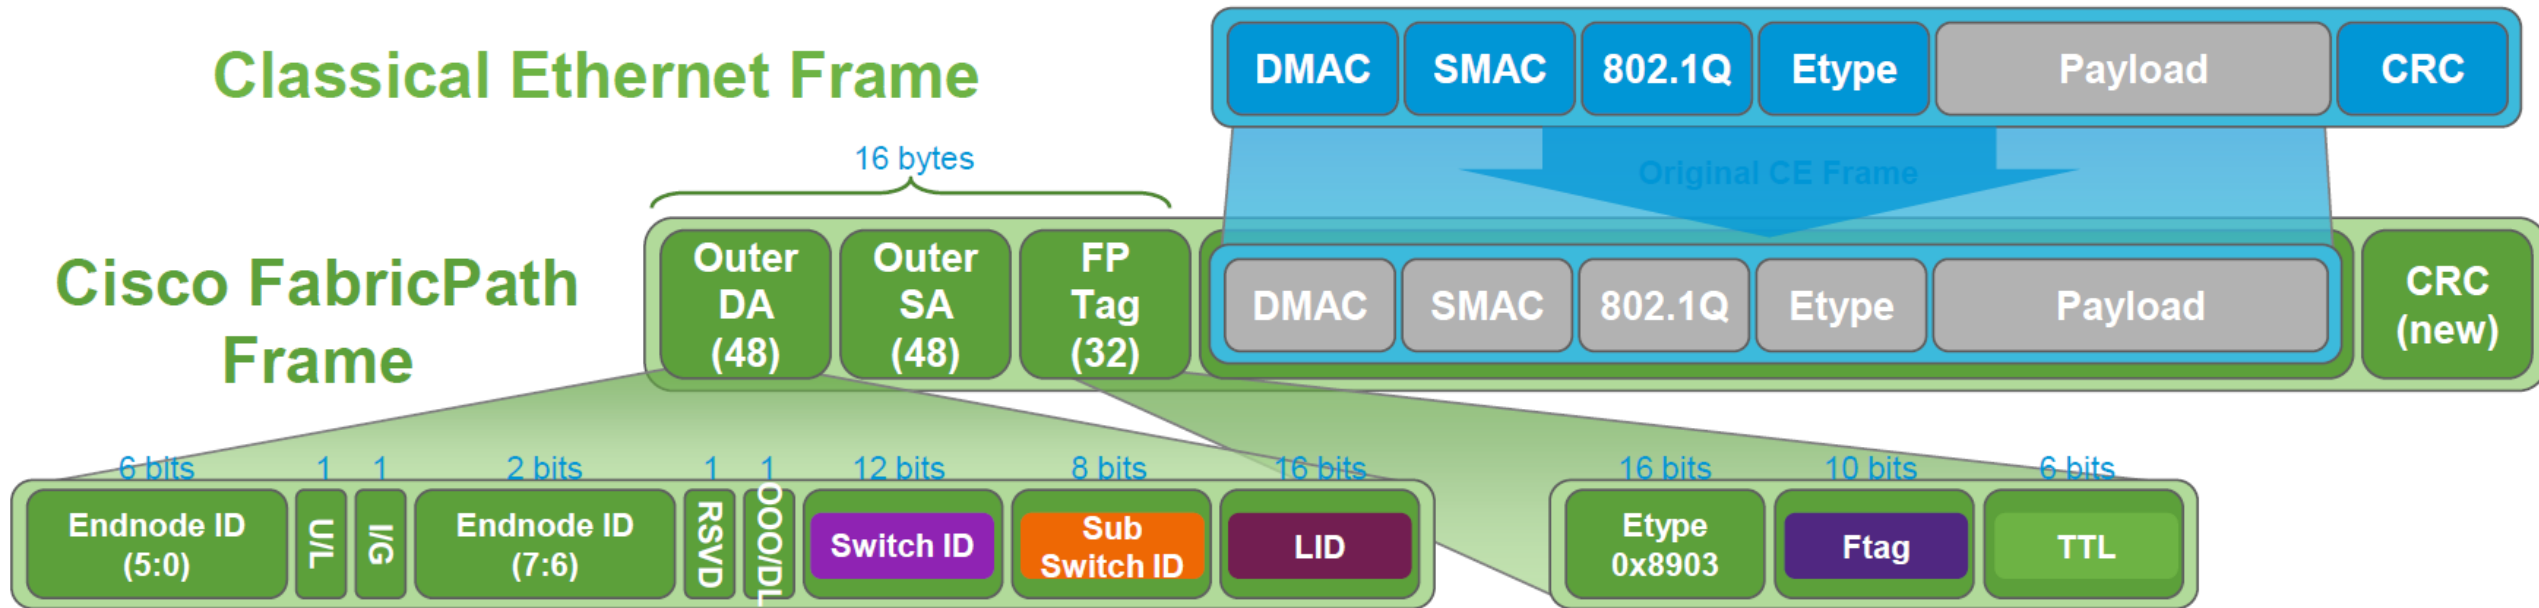 Classical Ethernet Frame
DMAC SMAC 802.1Q Etype Payload CRC
16 bytes
Original CE Frame
Cisco FabricPath
Frame
Outer
DA
(48)
Outer
SA
(48)
FP
Tag
(32)
DMAC SMAC 802.1Q Etype Payload
CRC
(new)
6 bits 1 1 2 bits 1 1 12 bits 8 bits 16 bits
Endnode ID
(5:0)
U/L
I/G
Endnode ID
(7:6)
RSVD
OOO/DL
Switch ID
Sub
Switch ID
LID
16 bits 10 bits 6 bits
Etype
0x8903
Ftag
TTL